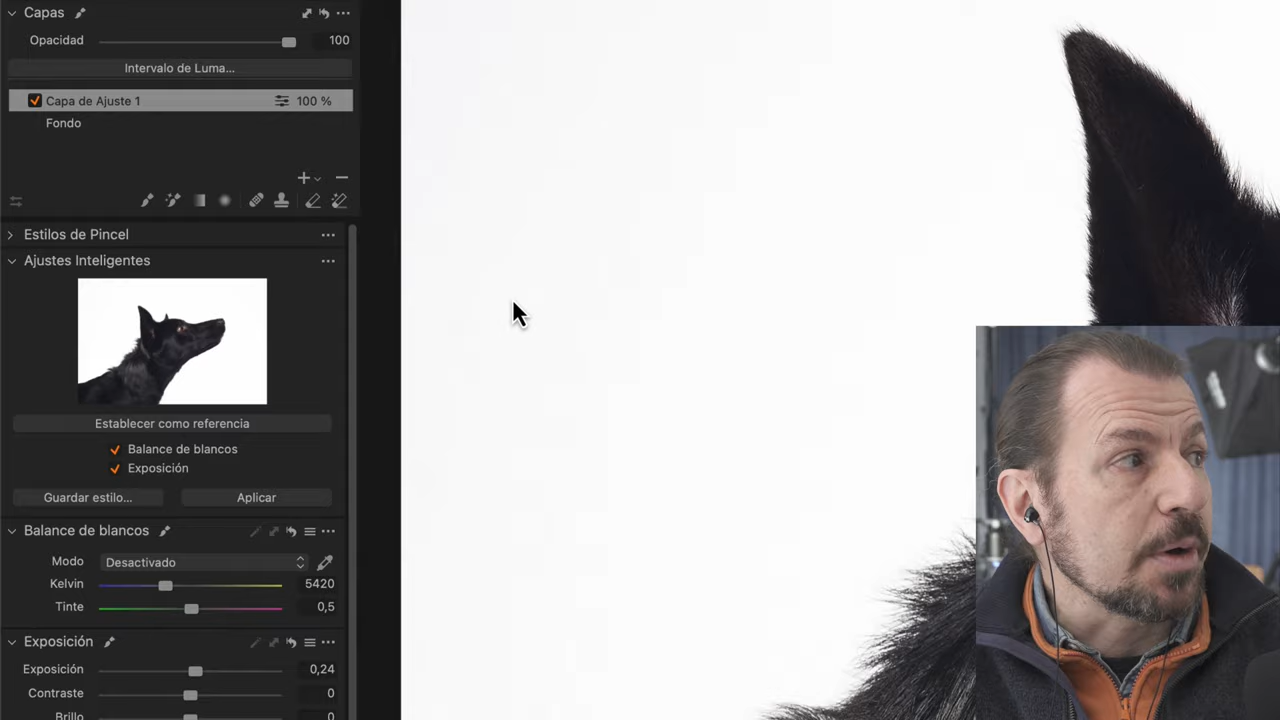 Capas
Opacidad 100
Intervalo de Luma...
Capa de Ajuste 1 100 %
Fondo
Estilos de Pincel
Ajustes Inteligentes
Establecer como referencia
Balance de blancos
Exposición
Guardar estilo... Aplicar
Balance de blancos
Modo Desactivado
Kelvin 5420
Tinte 0,5
Exposición
Exposición 0,24
Contraste 0
Brillo 0